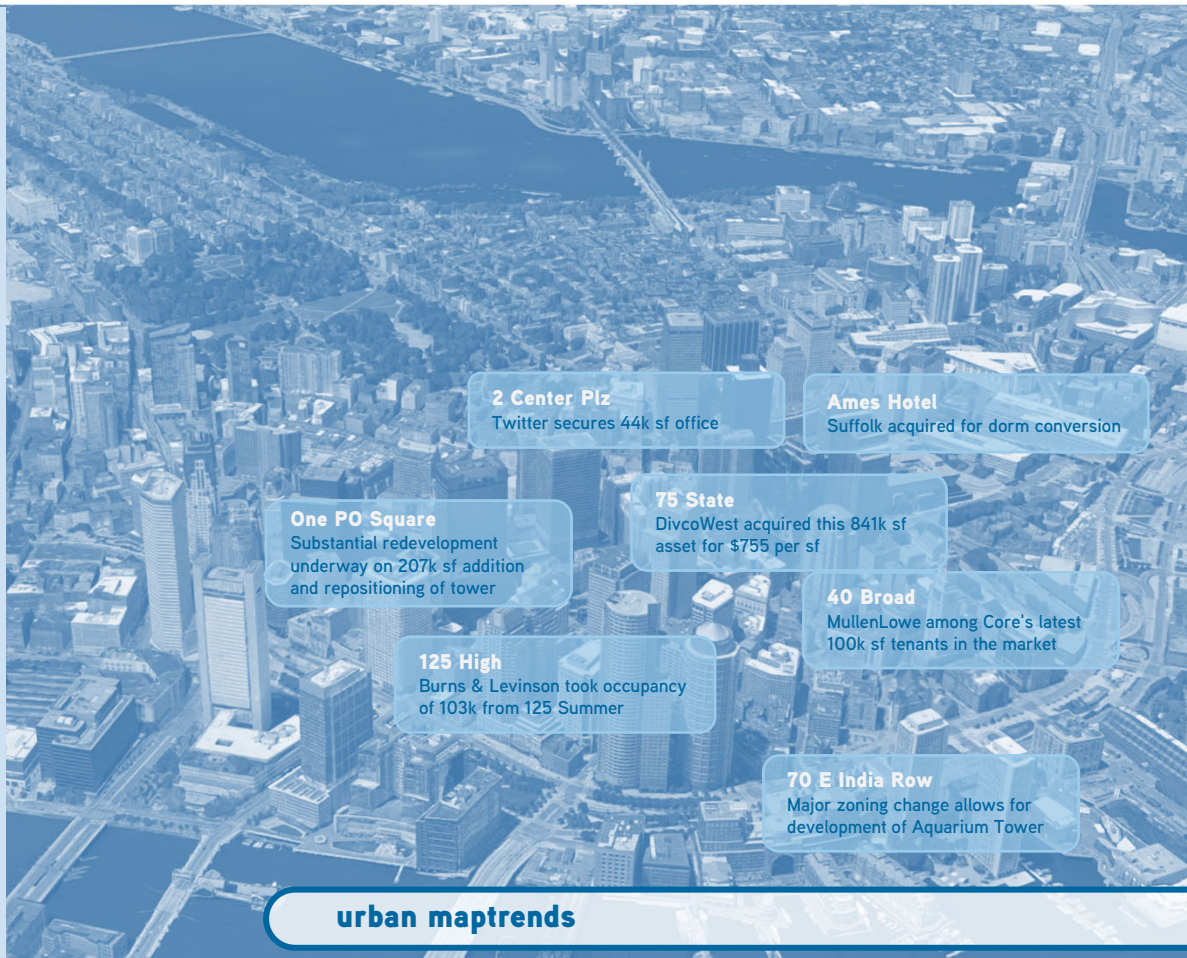 2 Center Plz
Twitter secures 44k sf office
Ames Hotel
Suffolk acquired for dorm conversion
75 State
DivcoWest acquired this 841k sf
asset for $755 per sf
One PO Square
Substantial redevelopment
underway on 207k sf addition
and repositioning of tower
40 Broad
MullenLowe among Core's latest
100k sf tenants in the market
125 High
Burns & Levinson took occupancy
of 103k from 125 Summer
70 E India Row
Major zoning change allows for
development of Aquarium Tower
urban maptrends